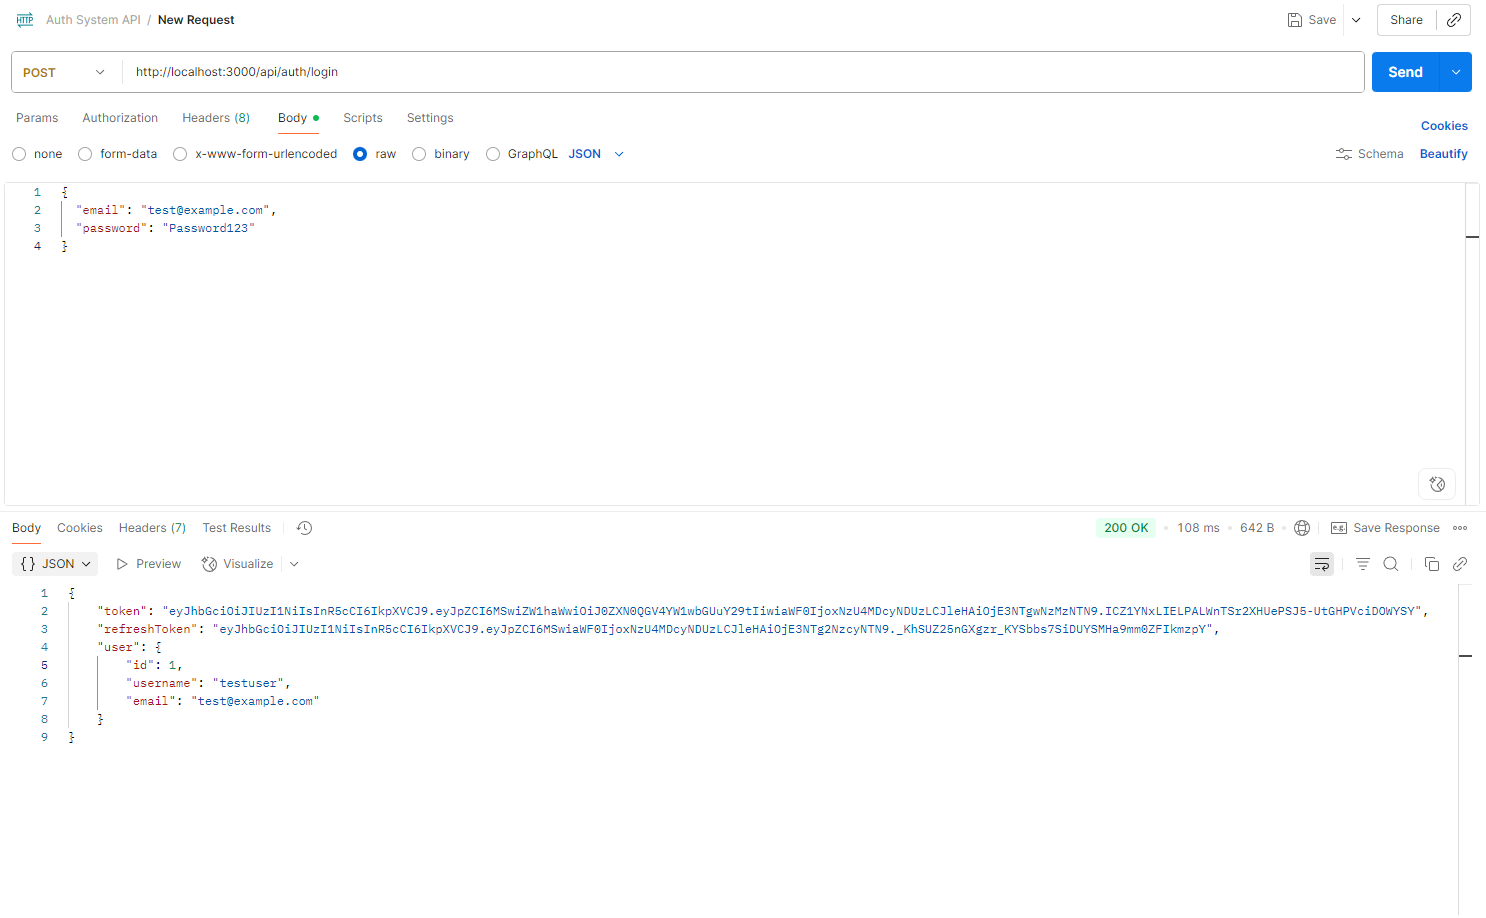 HTTP Auth System API / New Request Save Share
POST http://localhost:3000/api/auth/login Send
Params Authorization Headers (8) Body Scripts Settings Cookies
none form-data x-www-form-urlencoded raw binary GraphQL JSON Schema Beautify
1 {
2 "email": "test@example.com",
3 "password": "Password123"
4 }
Body Cookies Headers (7) Test Results 200 OK 108 ms 642 B e.g. Save Response
{} JSON Preview Visualize
1 {
2 "token": "eyJhbGciOiJIUzI1NiIsInR5cCI6IkpXVCJ9.eyJpZCI6MSwiZW1haWwiOiJ0ZXN0QGV4YW1wbGUuY29tIiwiaWF0IjoxNzU4MDcyNDUzLCJleHAiOjE3NTgwNzMzNTN9.ICZ1YNxLIELPALWnTSr2XHUePSJ5-UtGHPVciDOWYSY",
3 "refreshToken": "eyJhbGciOiJIUzI1NiIsInR5cCI6IkpXVCJ9.eyJpZCI6MSwiaWF0IjoxNzU4MDcyNDUzLCJleHAiOjE3NTg2NzcyNTN9._KhSUZ25nGXgzr_KYSbbs7SiDUYSMHa9mm0ZFIkmzpY",
4 "user": {
5 "id": 1,
6 "username": "testuser",
7 "email": "test@example.com"
8 }
9 }